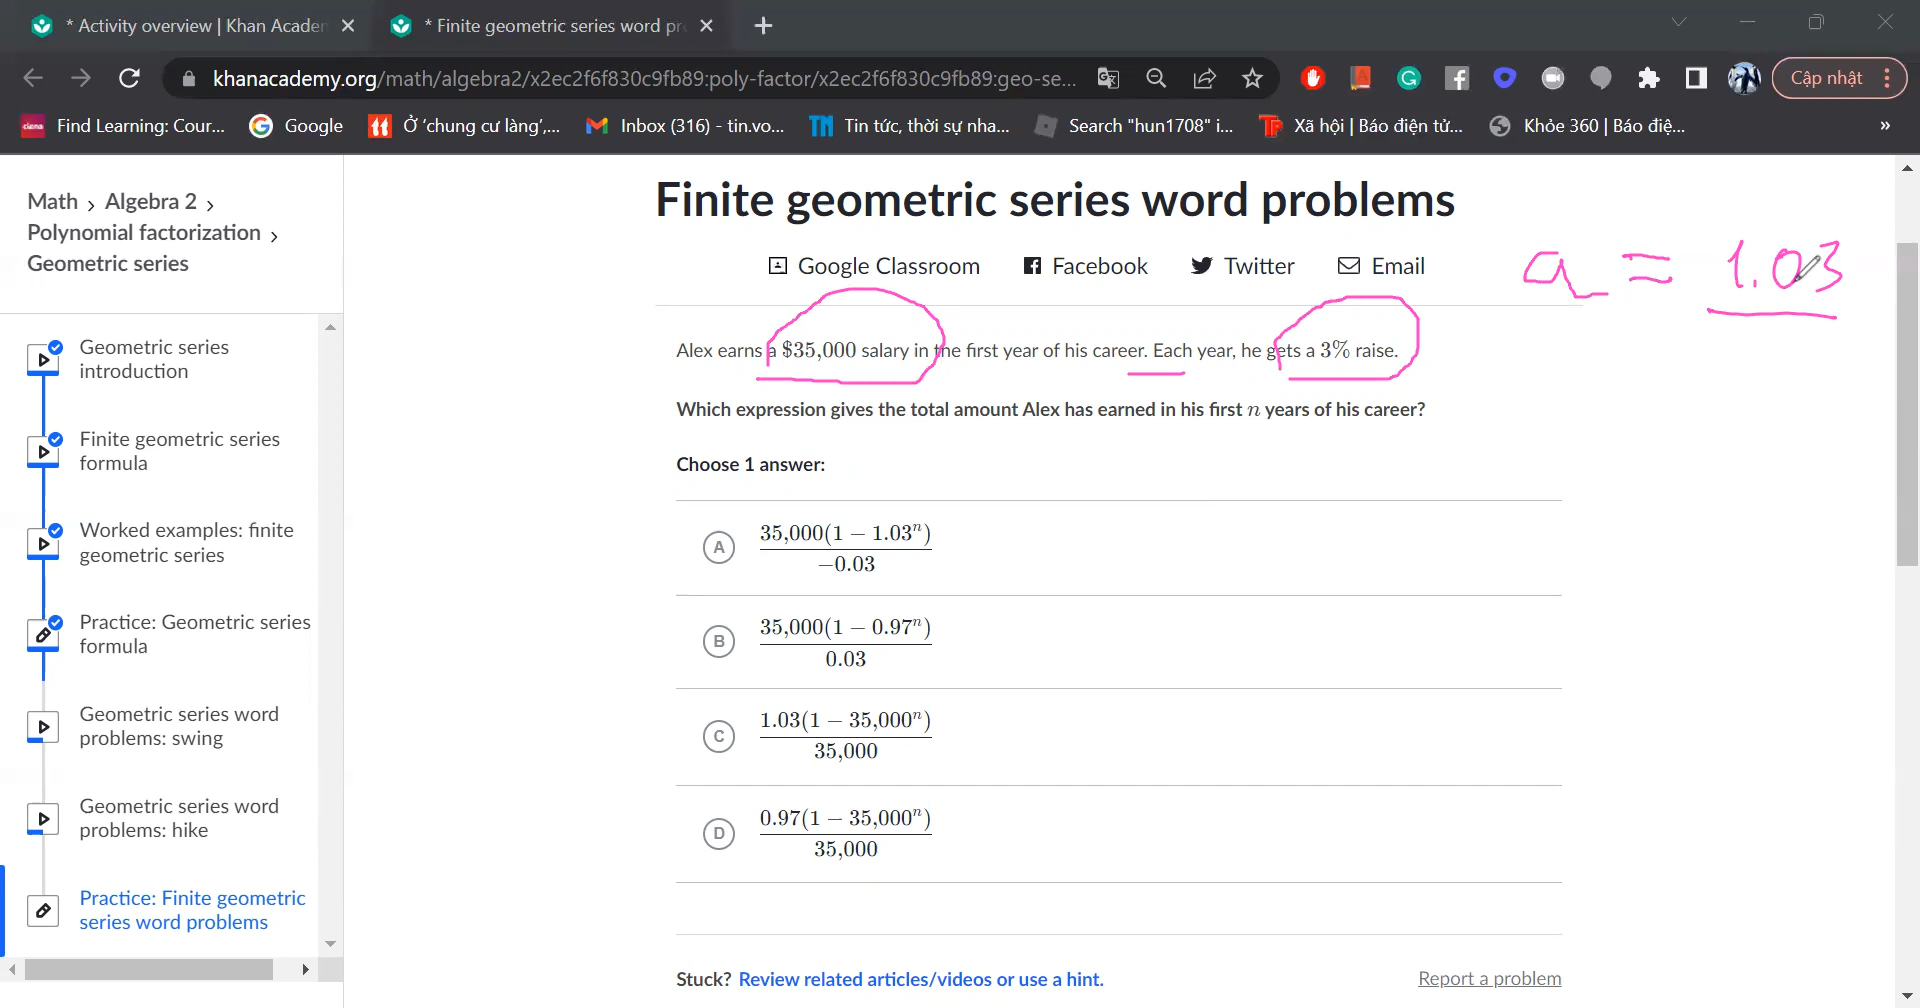 * Activity overview | Khan Academ
* Finite geometric series word pr
khanacademy.org/math/algebra2/x2ec2f6f830c9fb89:poly-factor/x2ec2f6f830c9fb89:geo-se...
Cập nhật
ciena Find Learning: Cour...
Google
Ở ‘chung cư làng’,...
Inbox (316) - tin.vo...
Tin tức, thời sự nha...
Search "hun1708" i...
Xã hội | Báo điện tử...
Khỏe 360 | Báo điệ...
»
Math > Algebra 2 >
Polynomial factorization >
Geometric series
Geometric series
introduction
Finite geometric series
formula
Worked examples: finite
geometric series
Practice: Geometric series
formula
Geometric series word
problems: swing
Geometric series word
problems: hike
Practice: Finite geometric
series word problems
Finite geometric series word problems
Google Classroom Facebook Twitter Email
a = 1.03
Alex earns a $35,000 salary in the first year of his career. Each year, he gets a 3% raise.
Which expression gives the total amount Alex has earned in his first n years of his career?
Choose 1 answer:
A
35,000(1 − 1.03ⁿ)
−0.03
B
35,000(1 − 0.97ⁿ)
0.03
C
1.03(1 − 35,000ⁿ)
35,000
D
0.97(1 − 35,000ⁿ)
35,000
Stuck? Review related articles/videos or use a hint.
Report a problem